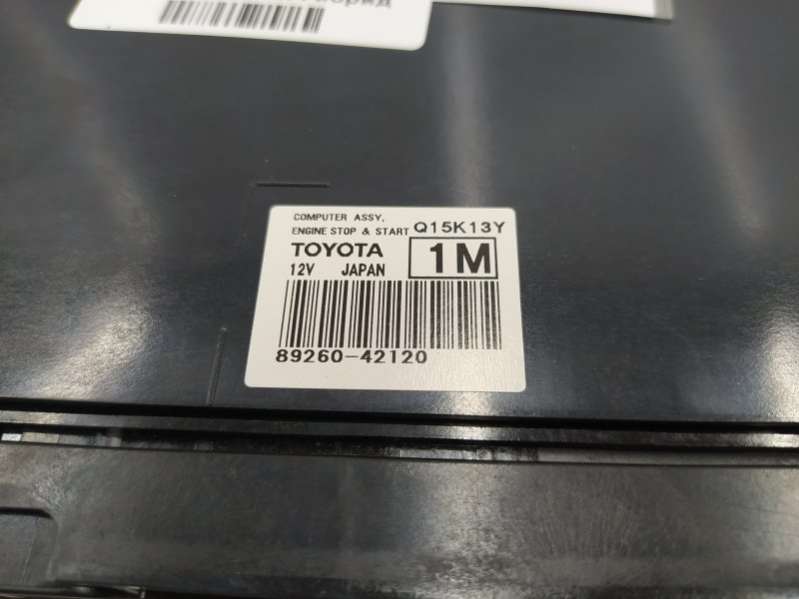 COMPUTER ASSY,
ENGINE STOP & START Q15K13Y
TOYOTA 1M
12V JAPAN
89260-42120